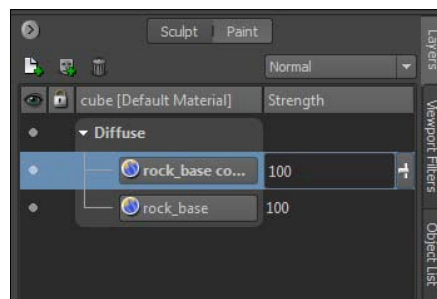 Sculpt Paint
Normal
cube [Default Material] Strength
Diffuse
rock_base co... 100
rock_base 100
Layers
Viewport Filters
Object List